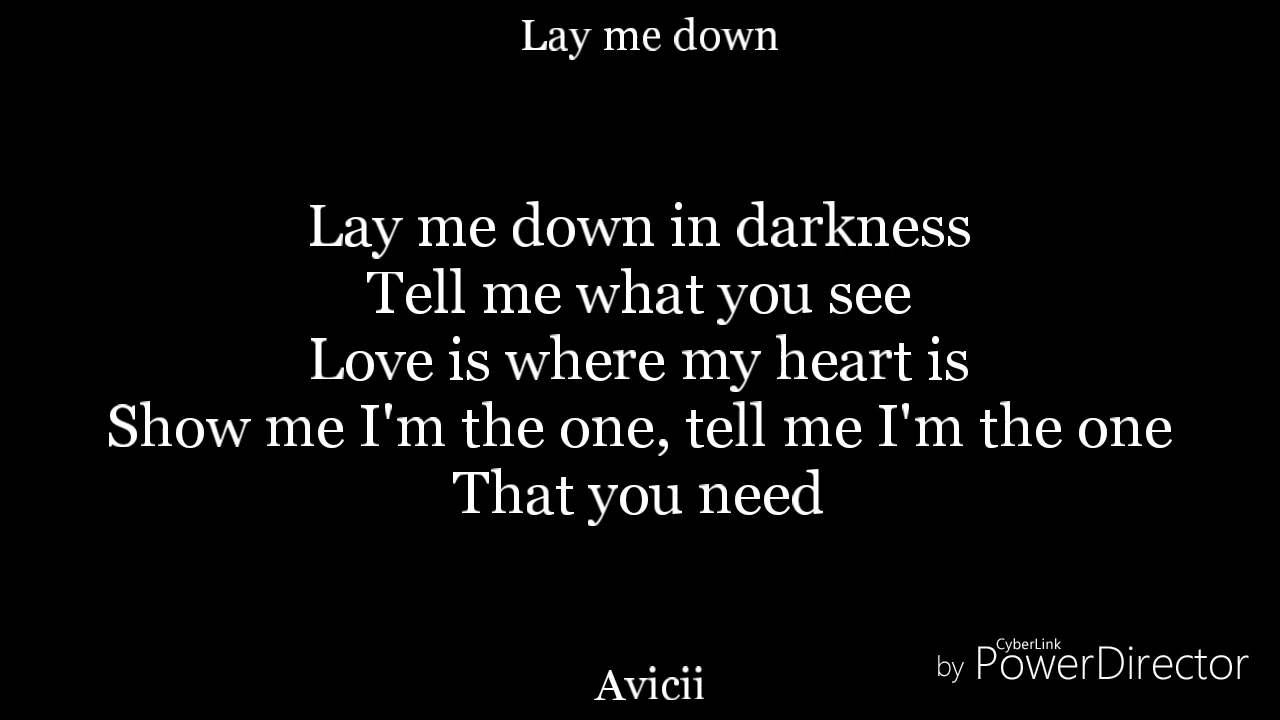 Lay me down
Lay me down in darkness
Tell me what you see
Love is where my heart is
Show me I'm the one, tell me I'm the one
That you need
CyberLink
by PowerDirector
Avicii